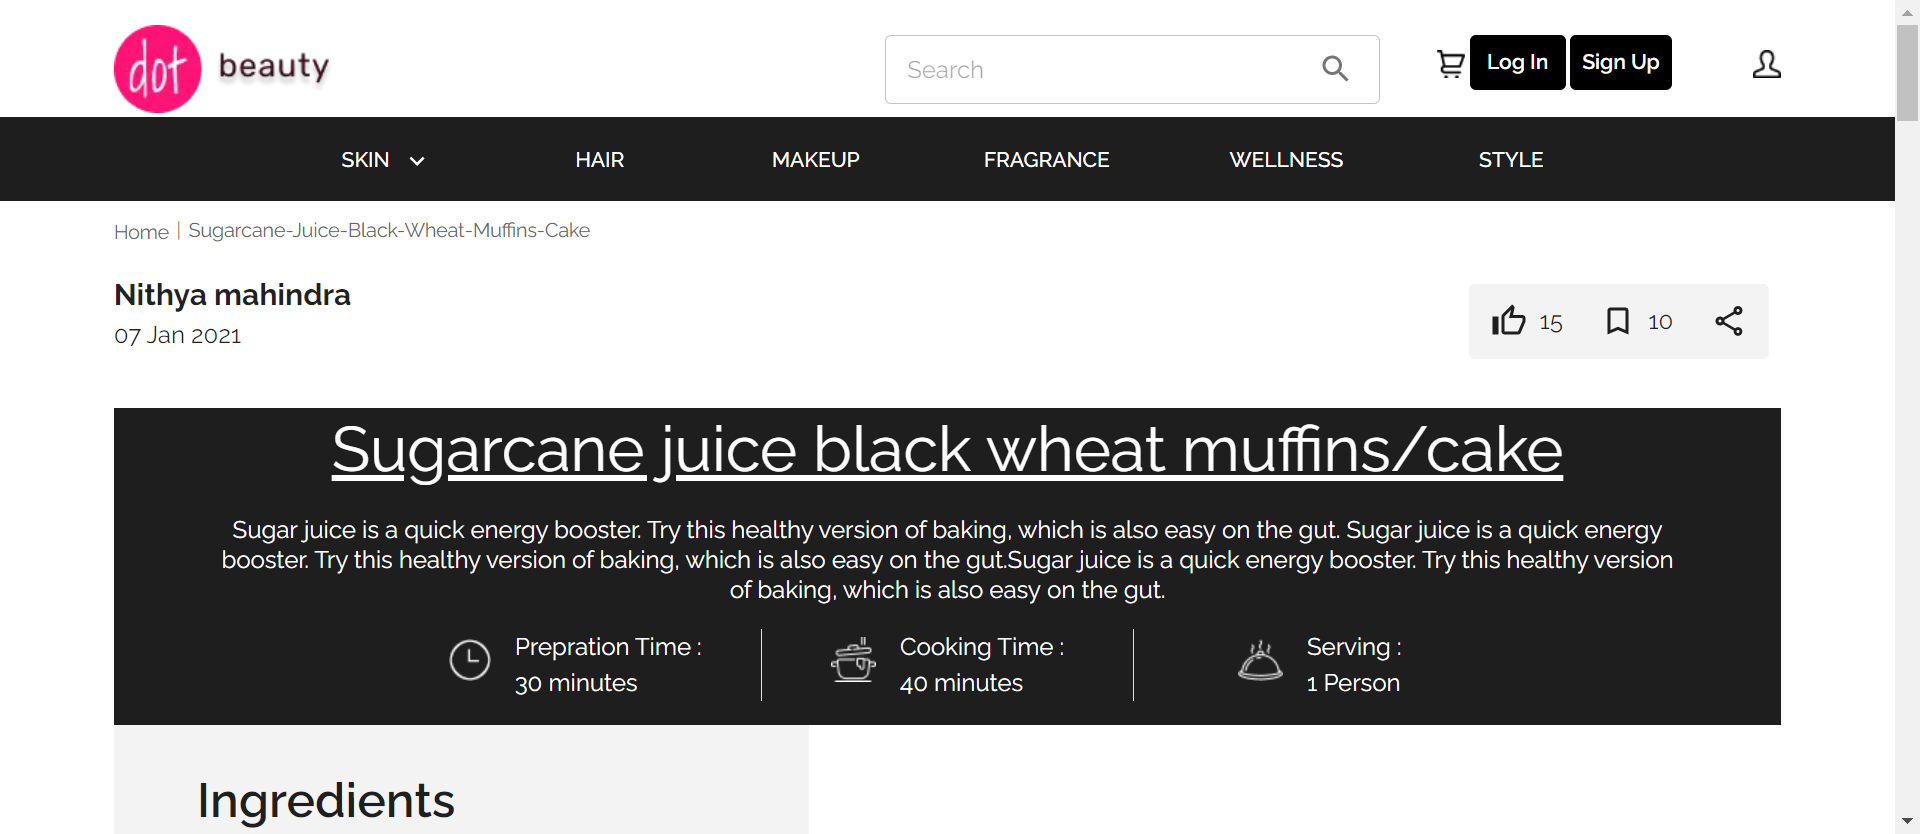 dot beauty
Search
Log In
Sign Up
SKIN
HAIR
MAKEUP
FRAGRANCE
WELLNESS
STYLE
Home | Sugarcane-Juice-Black-Wheat-Muffins-Cake
Nithya mahindra
07 Jan 2021
15
10
Sugarcane juice black wheat muffins/cake
Sugar juice is a quick energy booster. Try this healthy version of baking, which is also easy on the gut. Sugar juice is a quick energy
booster. Try this healthy version of baking, which is also easy on the gut.Sugar juice is a quick energy booster. Try this healthy version
of baking, which is also easy on the gut.
Prepration Time :
30 minutes
Cooking Time :
40 minutes
Serving :
1 Person
Ingredients